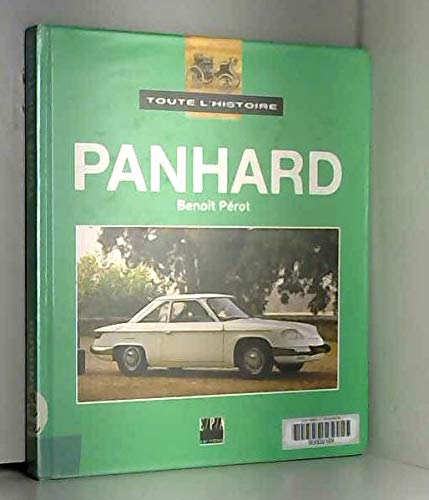 TOUTE L'HISTOIRE
PANHARD
Benoît Pérot
E/P/A